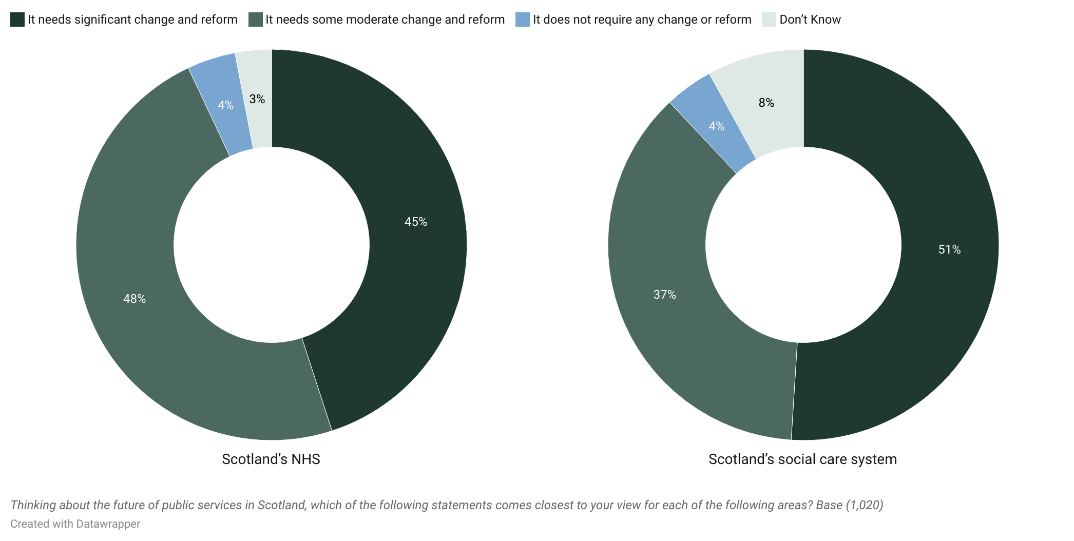 It needs significant change and reform It needs some moderate change and reform It does not require any change or reform Don't Know
4% 3% 45% 48%
8% 4% 51% 37%
Scotland's NHS Scotland's social care system
Thinking about the future of public services in Scotland, which of the following statements comes closest to your view for each of the following areas? Base (1,020)
Created with Datawrapper